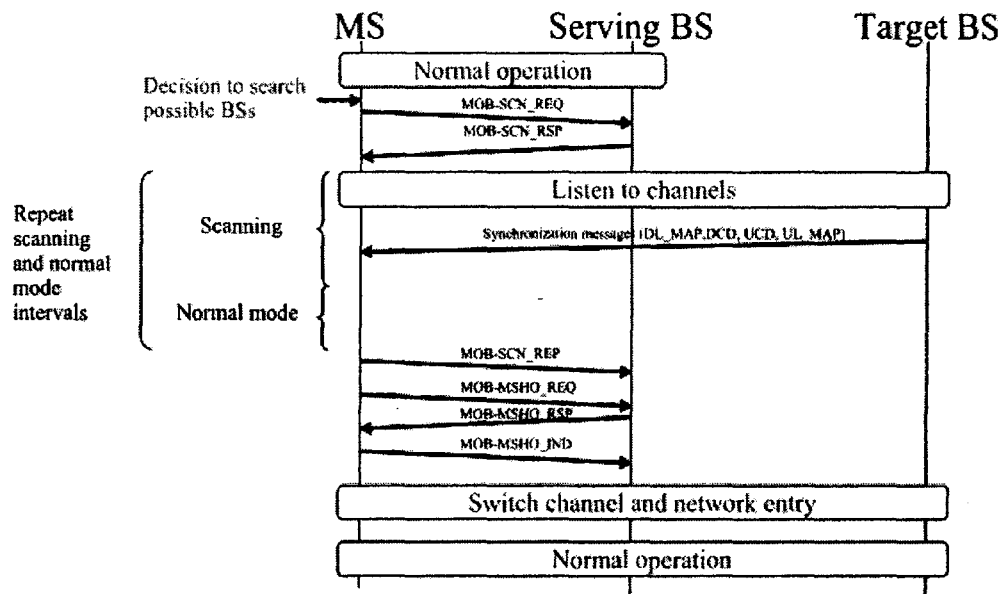 MS Serving BS Target BS
Normal operation
Decision to search
possible BSs
MOB-SCN_REQ
MOB-SCN_RSP
Listen to channels
Repeat
scanning
and normal
mode
intervals
Scanning
Synchronization messages (DL_MAP,DCD, UCD, UL_MAP)
Normal mode
MOB-SCN_REP
MOB-MSHO_REQ
MOB-MSHO_RSP
MOB-MSHO_IND
Switch channel and network entry
Normal operation